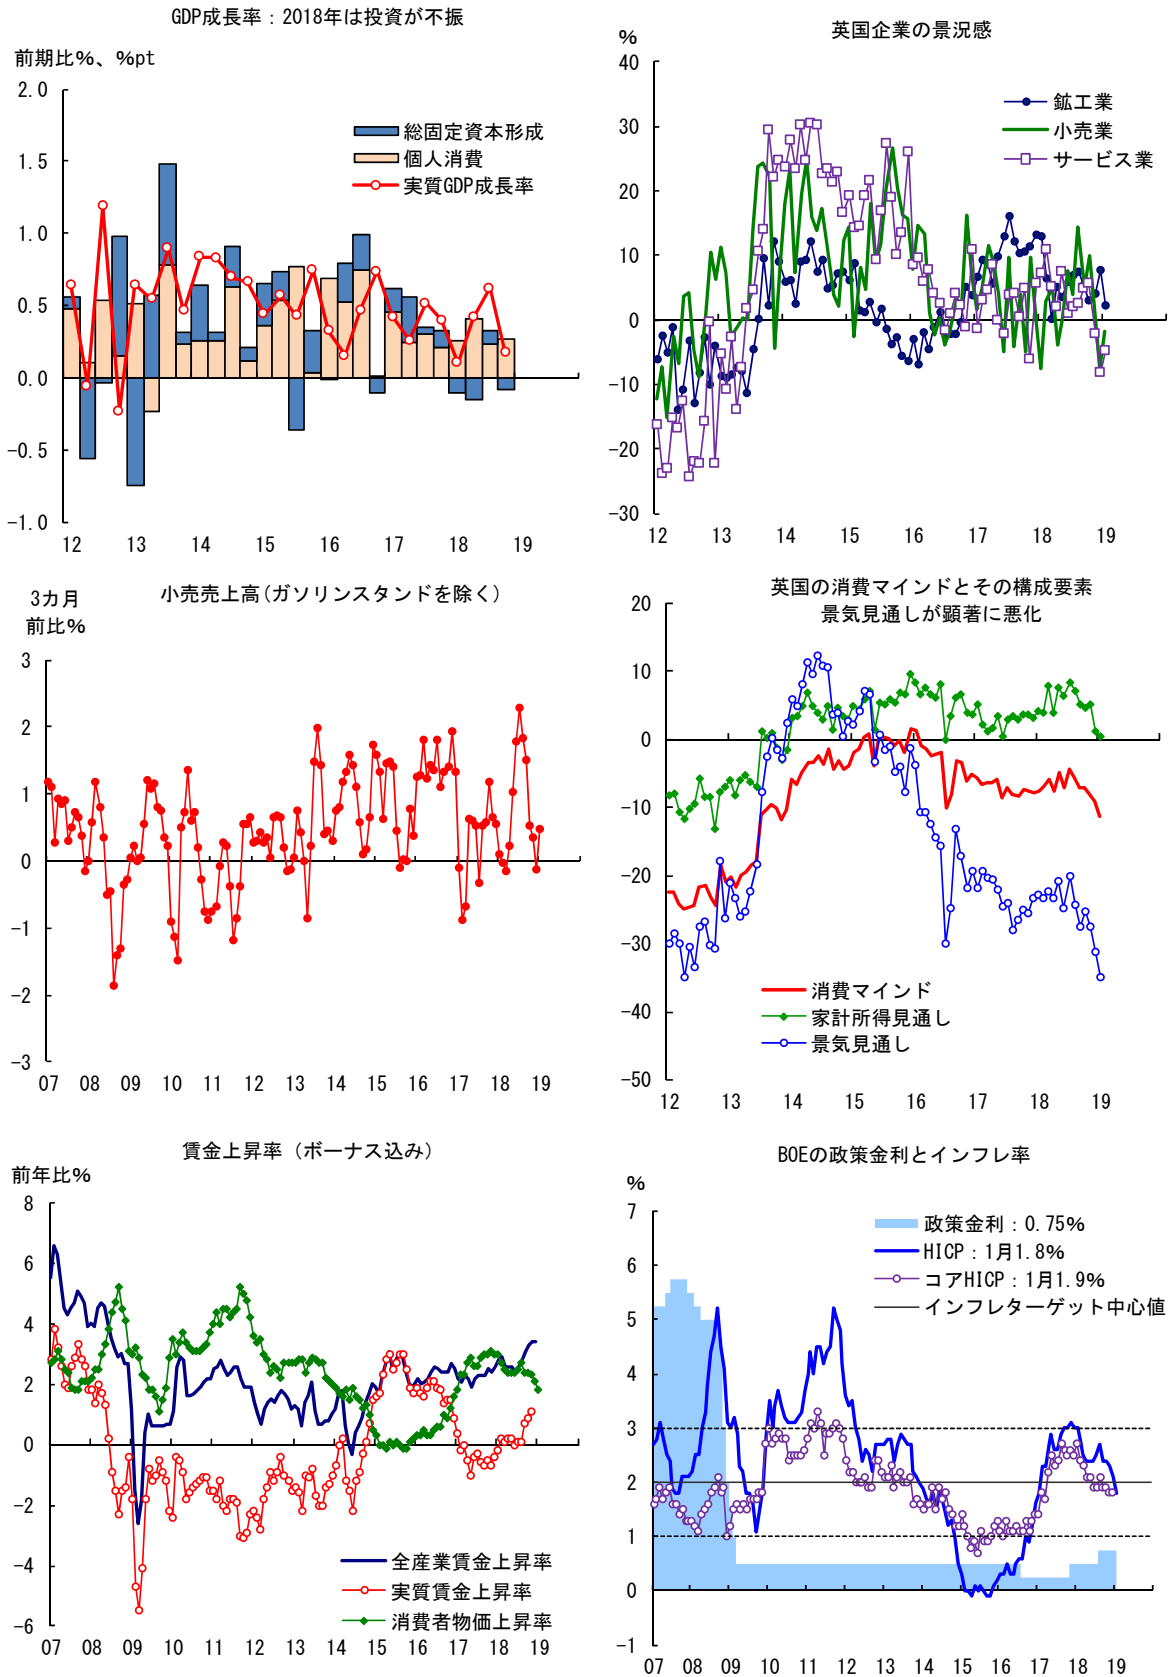 GDP成長率：2018年は投資が不振
前期比%、%pt
2.0
1.5
1.0
0.5
0.0
-0.5
-1.0
総固定資本形成
個人消費
実質GDP成長率
12 13 14 15 16 17 18 19
英国企業の景況感
%
40
30
20
10
0
-10
-20
-30
鉱工業
小売業
サービス業
12 13 14 15 16 17 18 19
小売売上高(ガソリンスタンドを除く)
3カ月
前比%
3
2
1
0
-1
-2
-3
07 08 09 10 11 12 13 14 15 16 17 18 19
英国の消費マインドとその構成要素
景気見通しが顕著に悪化
20
10
0
-10
-20
-30
-40
-50
消費マインド
家計所得見通し
景気見通し
12 13 14 15 16 17 18 19
賃金上昇率（ボーナス込み）
前年比%
8
6
4
2
0
-2
-4
-6
全産業賃金上昇率
実質賃金上昇率
消費者物価上昇率
07 08 09 10 11 12 13 14 15 16 17 18 19
BOEの政策金利とインフレ率
%
7
6
5
4
3
2
1
0
-1
政策金利：0.75%
HICP：1月1.8%
コアHICP：1月1.9%
インフレターゲット中心値
07 08 09 10 11 12 13 14 15 16 17 18 19